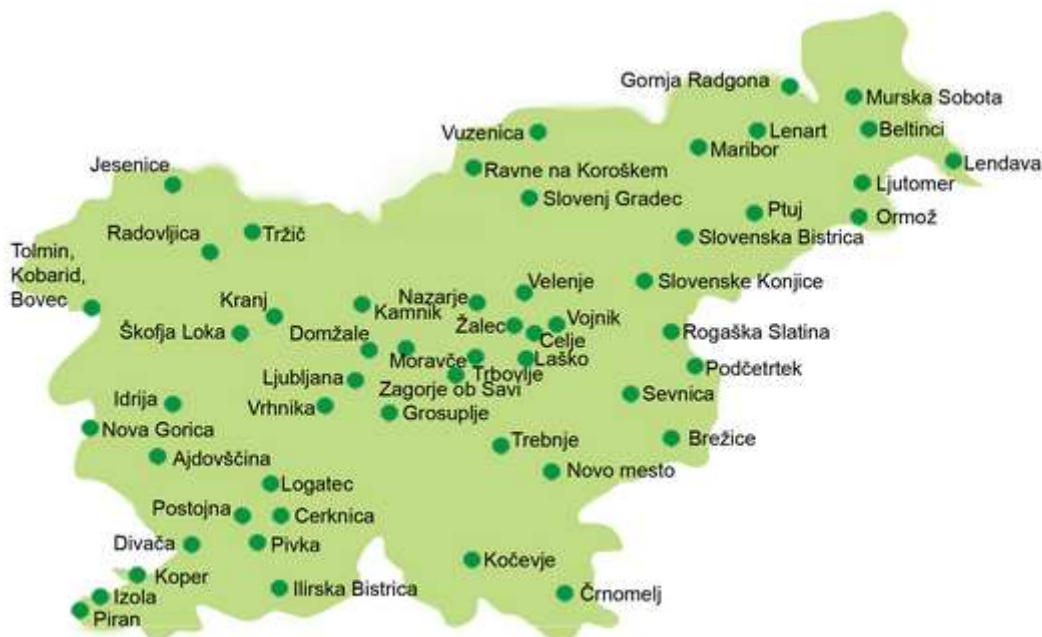 Gornja Radgona
Murska Sobota
Vuzenica
Lenart
Beltinci
Maribor
Jesenice
Ravne na Koroškem
Lendava
Ljutomer
Slovenj Gradec
Ptuj
Ormož
Radovljica
Tržič
Slovenska Bistrica
Tolmin,
Kobarid,
Bovec
Velenje
Slovenske Konjice
Kranj
Kamnik
Nazarje
Škofja Loka
Domžale
Žalec
Vojnik
Celje
Rogaška Slatina
Moravče
Laško
Podčetrtek
Ljubljana
Trbovlje
Zagorje ob Savi
Sevnica
Idrija
Vrhnika
Grosuplje
Nova Gorica
Trebnje
Brežice
Ajdovščina
Novo mesto
Logatec
Postojna
Cerknica
Divača
Pivka
Kočevje
Koper
Ilirska Bistrica
Črnomelj
Izola
Piran